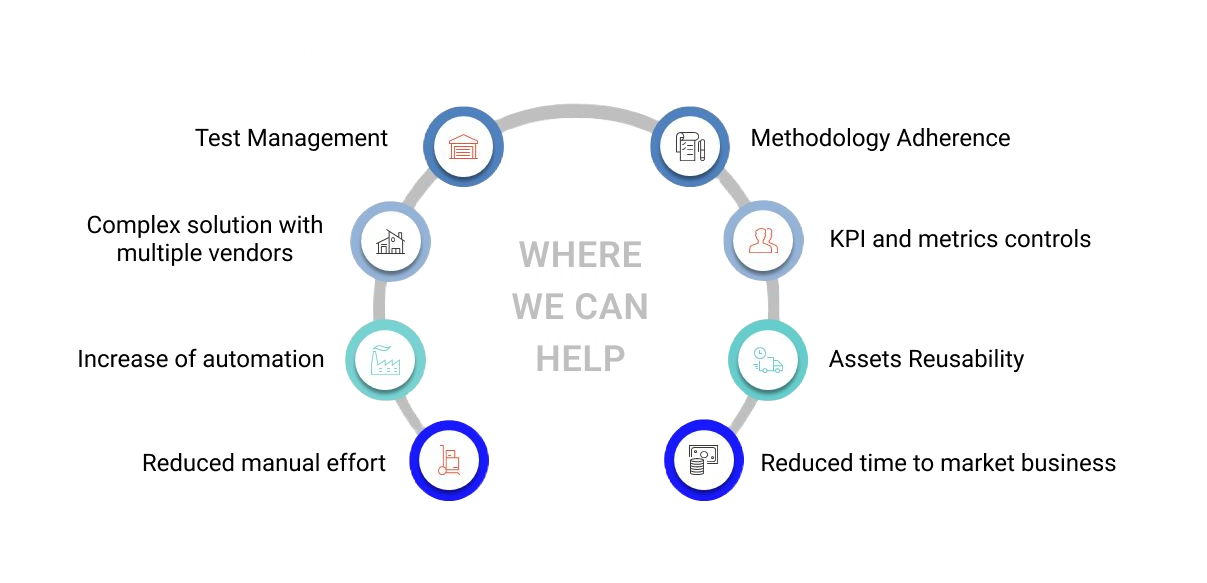 Test Management
Methodology Adherence
Complex solution with
multiple vendors
KPI and metrics controls
WHERE
WE CAN
HELP
Increase of automation
Assets Reusability
Reduced manual effort
Reduced time to market business